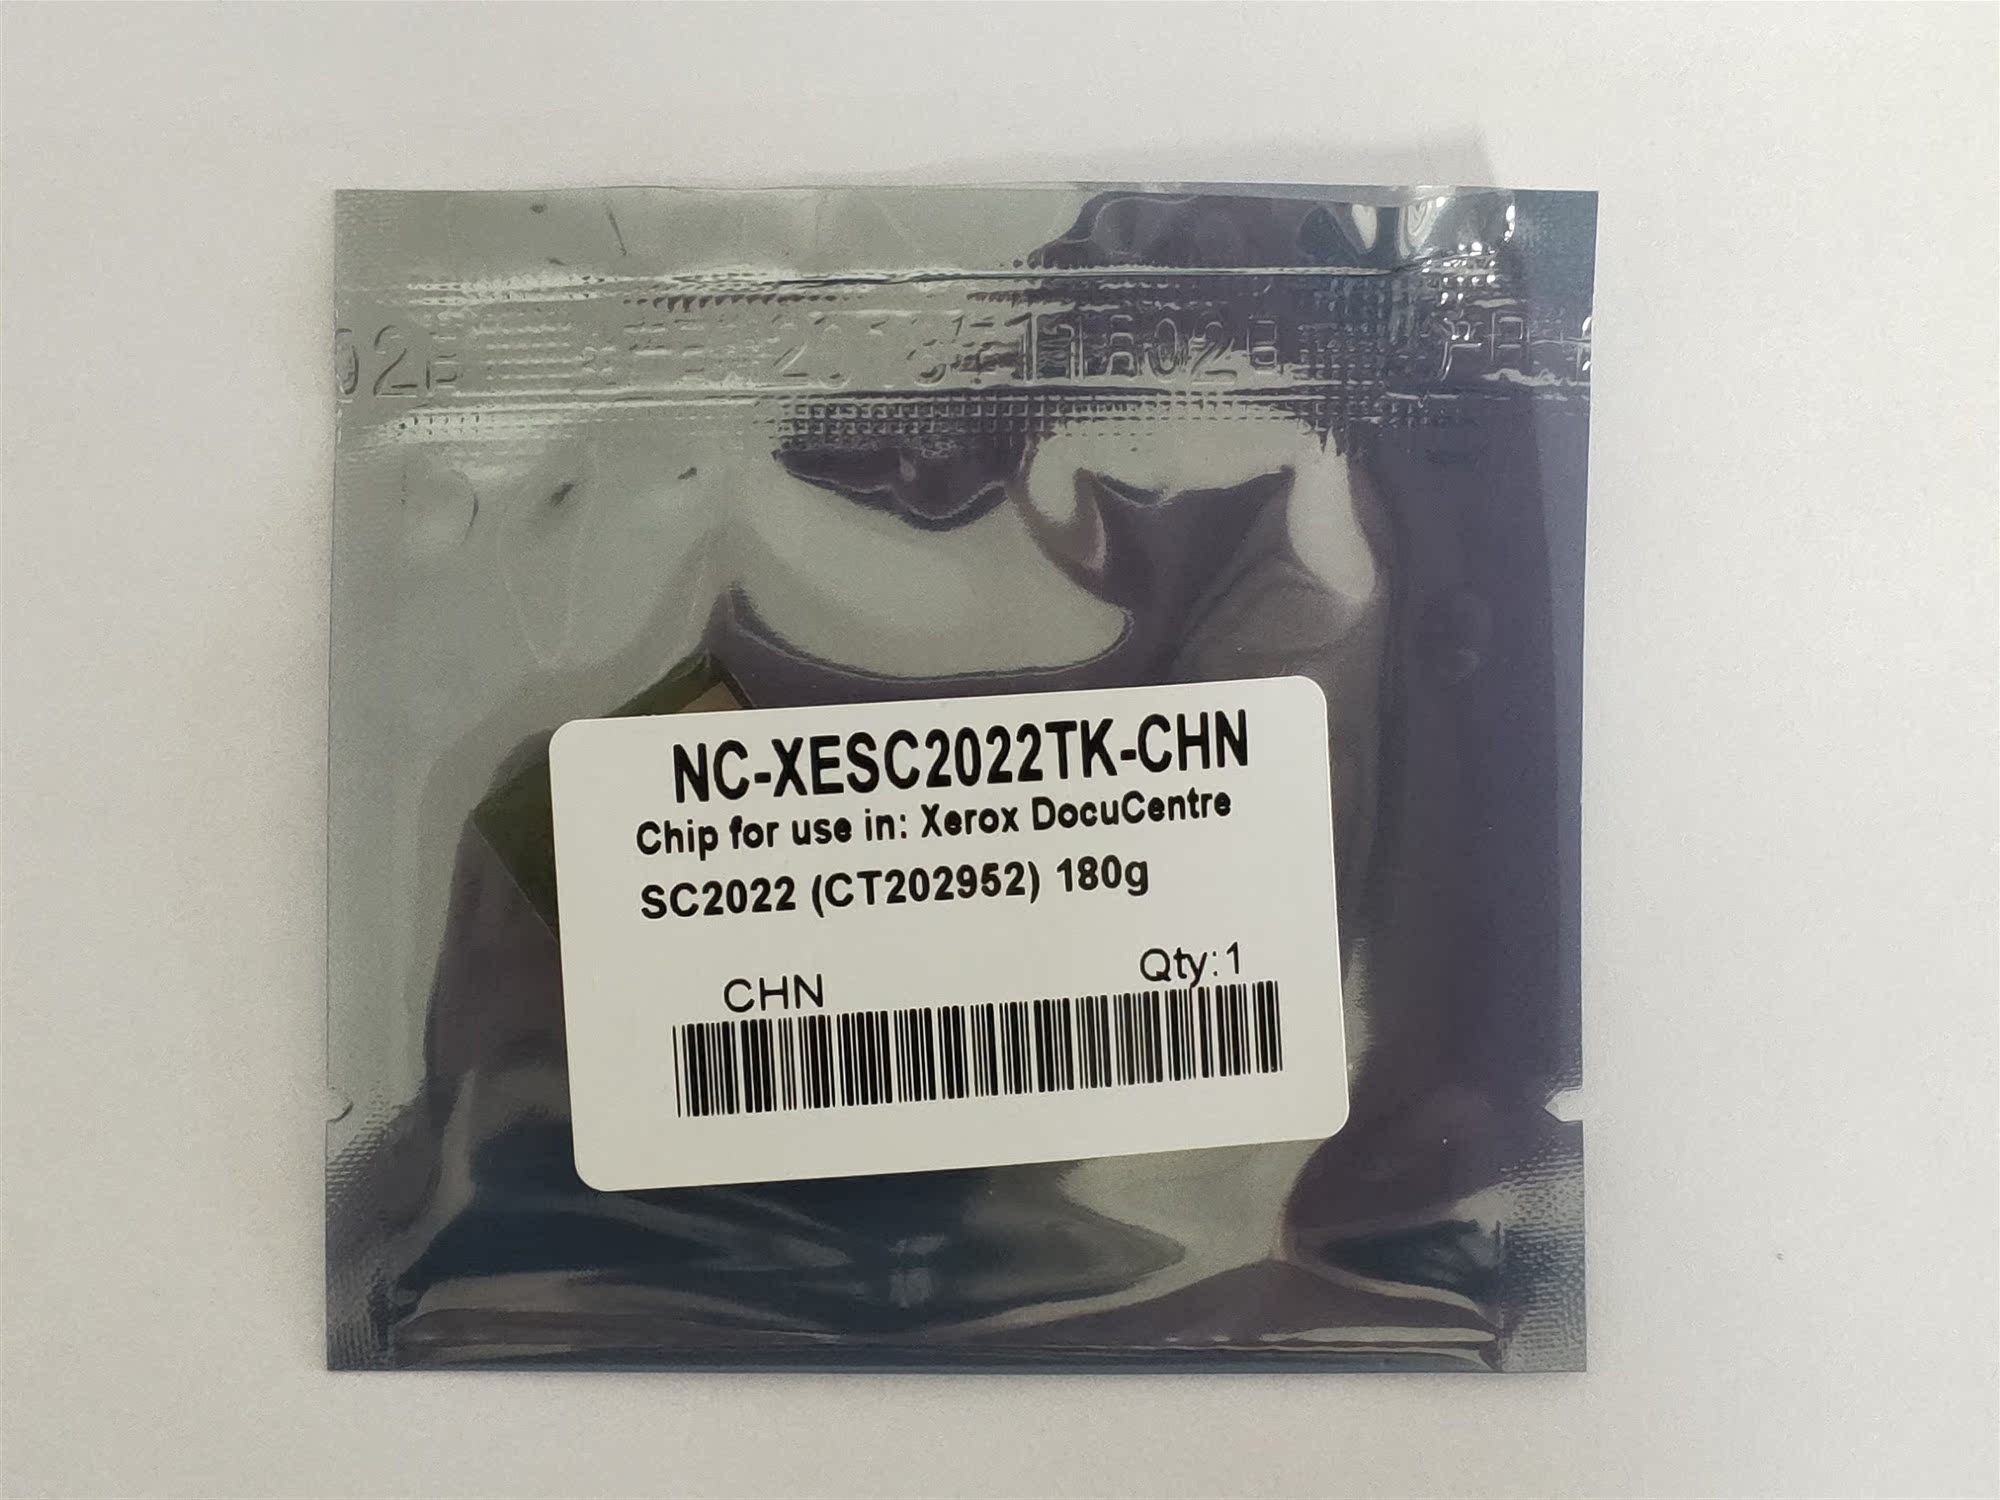 NC-XESC2022TK-CHN
Chip for use in: Xerox DocuCentre
SC2022 (CT202952) 180g
CHN Qty:1